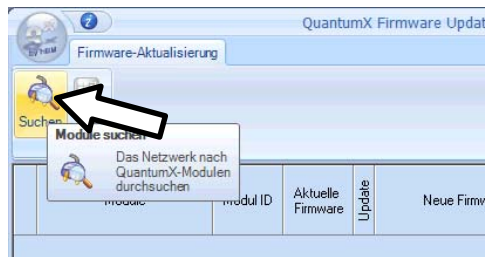 QuantumX Firmware Updat
Firmware-Aktualisierung
Suchen
Module suchen
Das Netzwerk nach
QuantumX-Modulen
durchsuchen
Module
Modul ID
Aktuelle
Firmware
Update
Neue Firmw